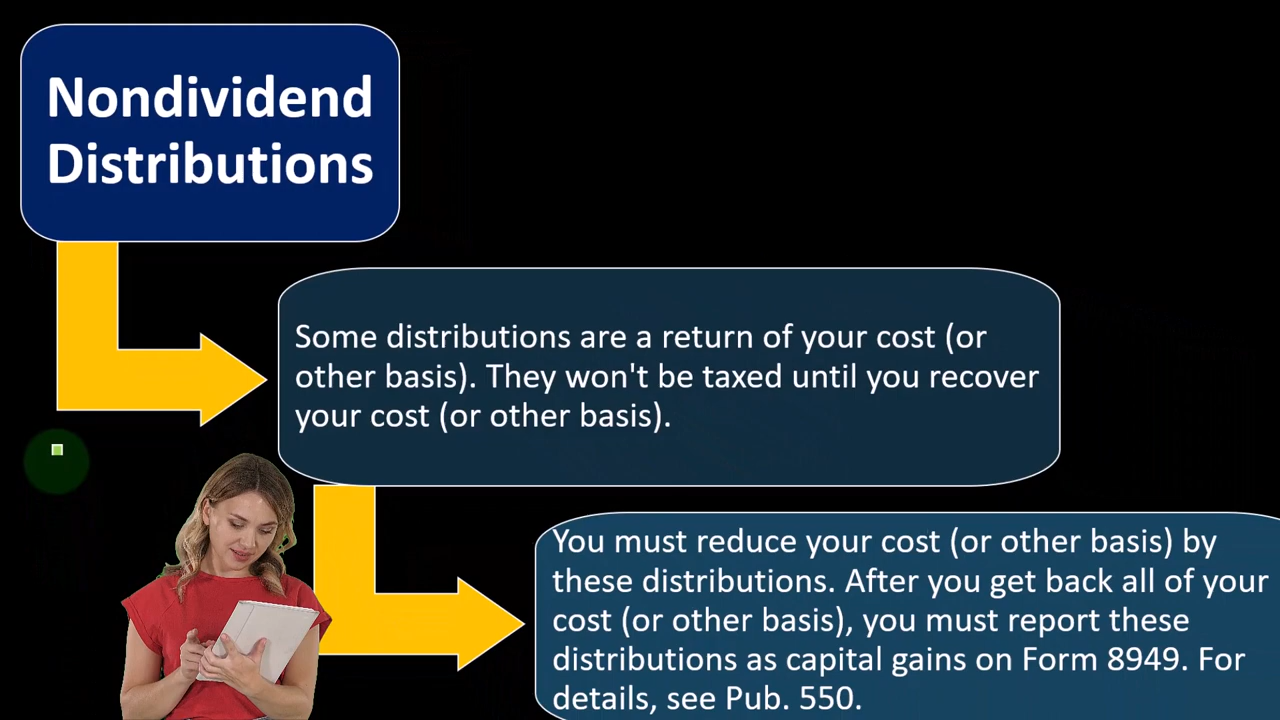 Nondividend
Distributions
Some distributions are a return of your cost (or
other basis). They won't be taxed until you recover
your cost (or other basis).
You must reduce your cost (or other basis) by
these distributions. After you get back all of your
cost (or other basis), you must report these
distributions as capital gains on Form 8949. For
details, see Pub. 550.